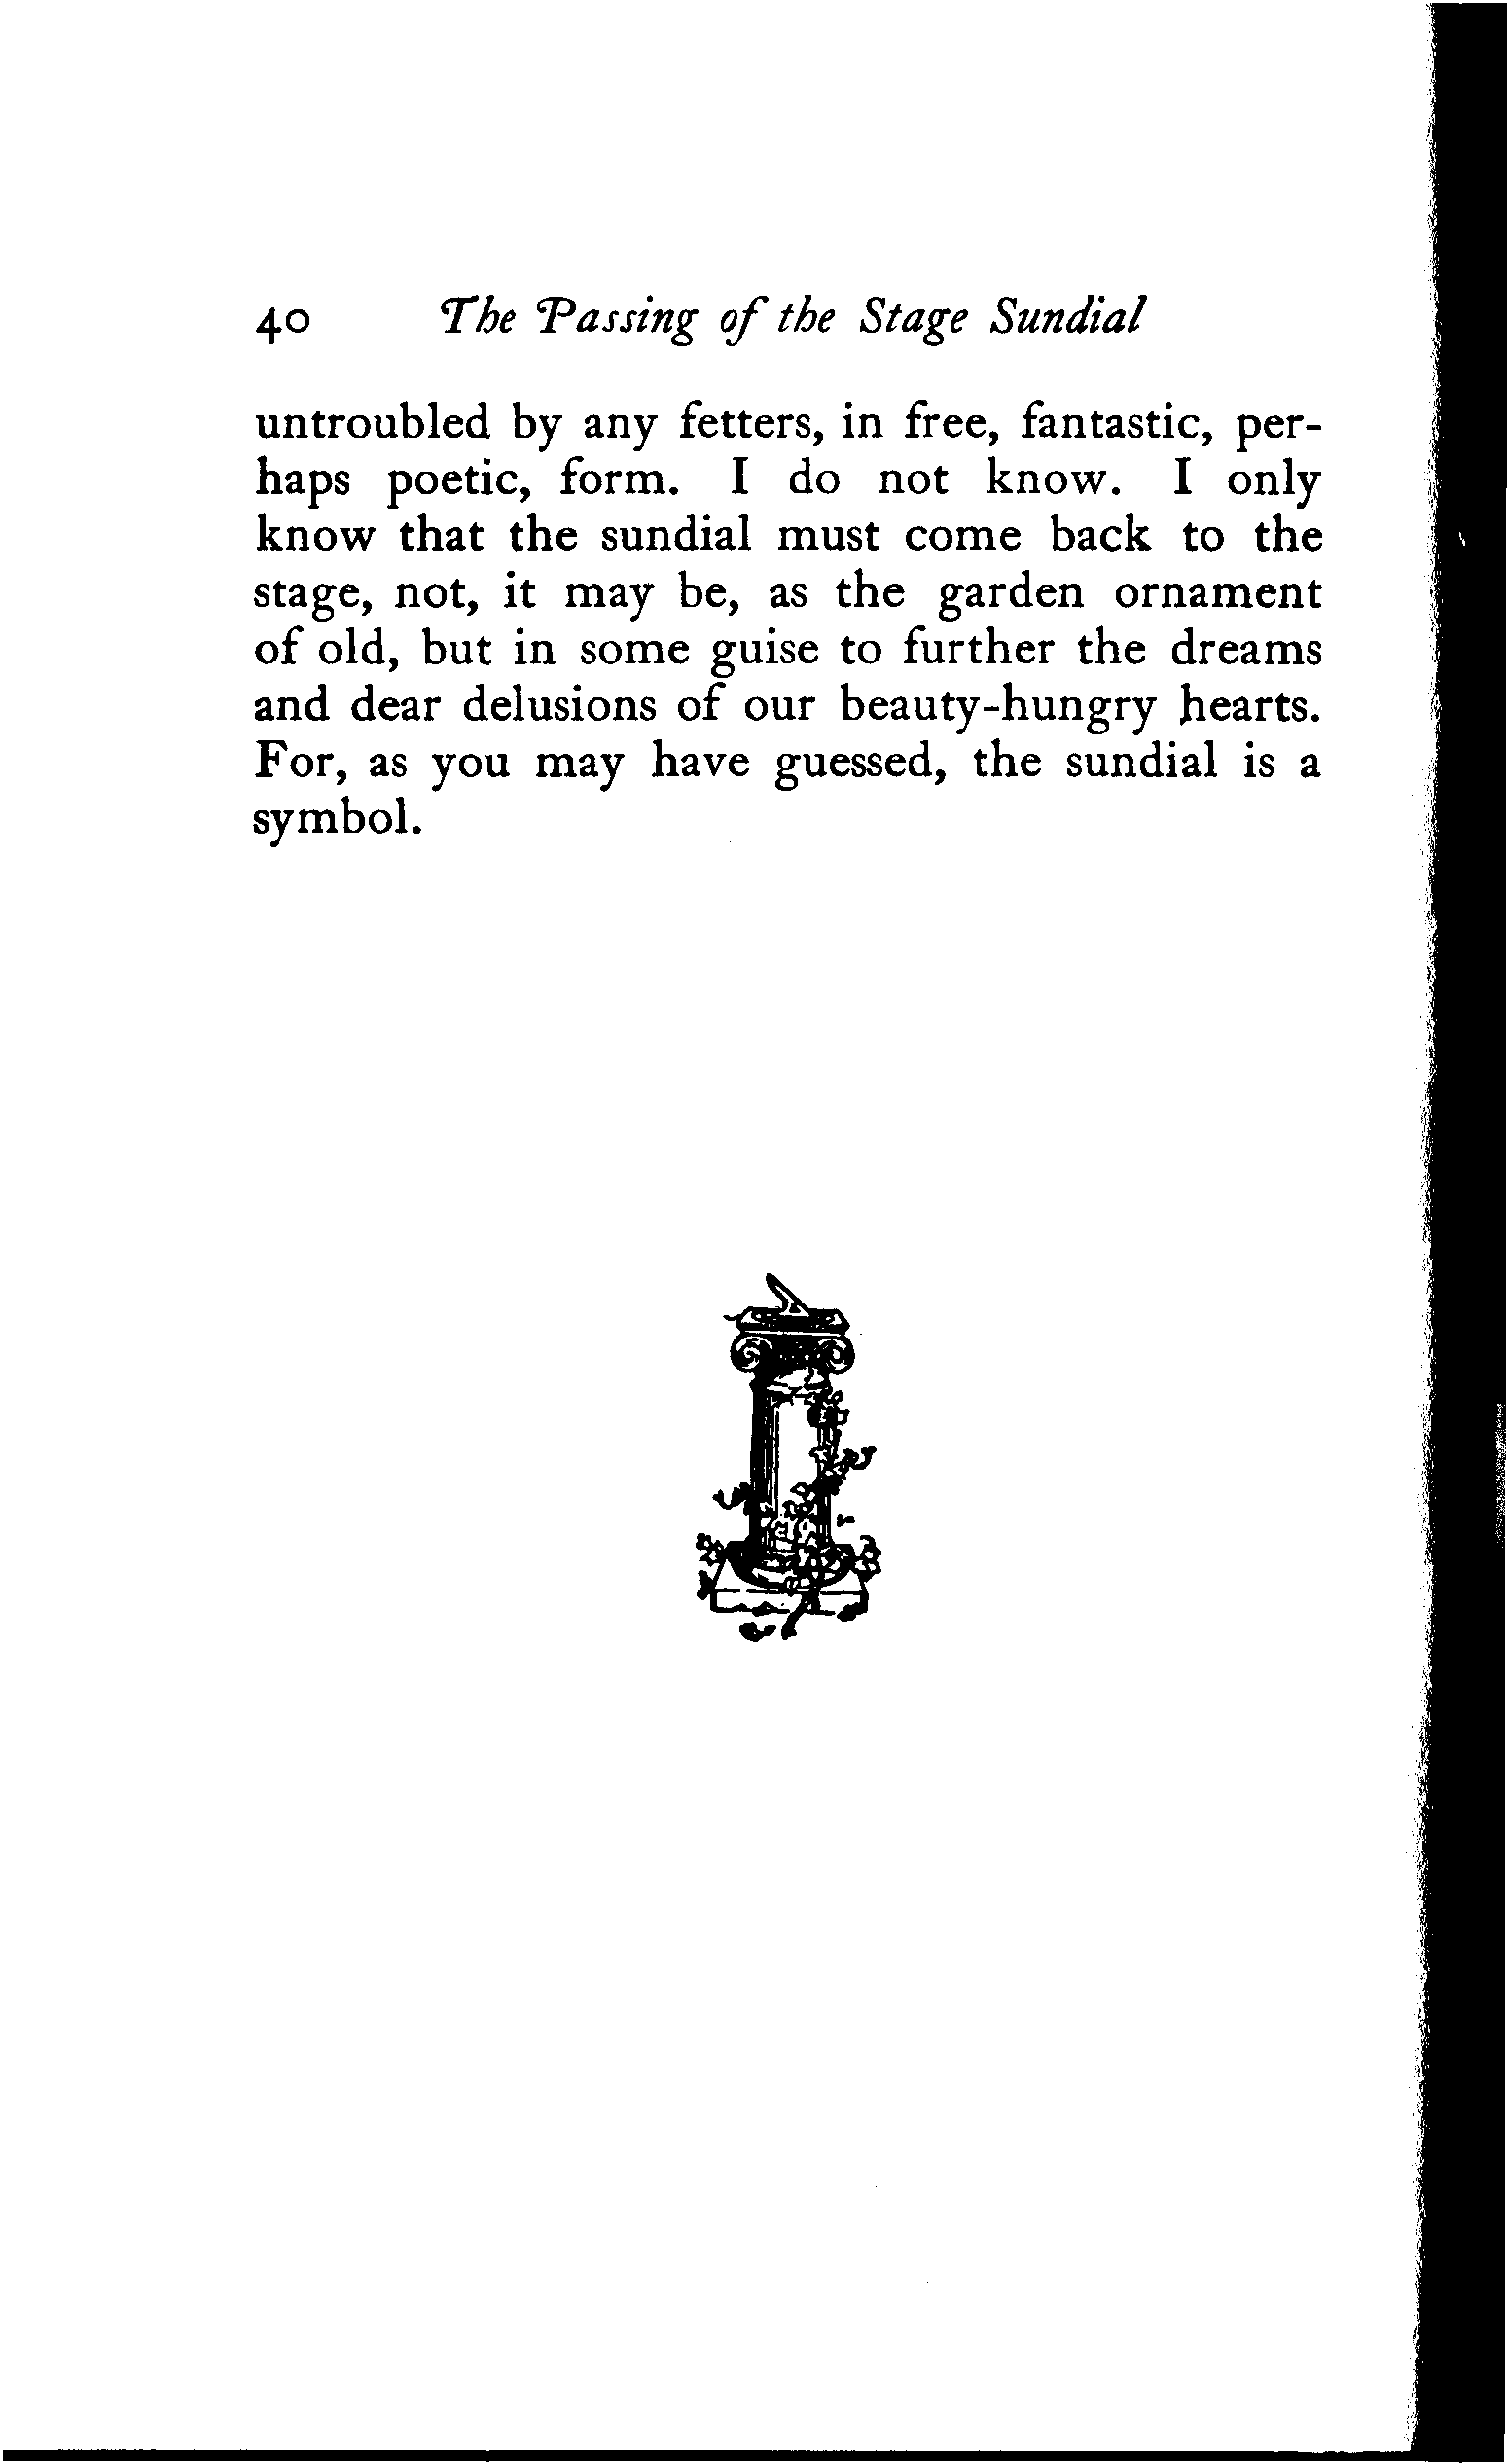 40 The Passing of the Stage Sundial
untroubled by any fetters, in free, fantastic, per-
haps poetic, form. I do not know. I only
know that the sundial must come back to the
stage, not, it may be, as the garden ornament
of old, but in some guise to further the dreams
and dear delusions of our beauty-hungry hearts.
For, as you may have guessed, the sundial is a
symbol.